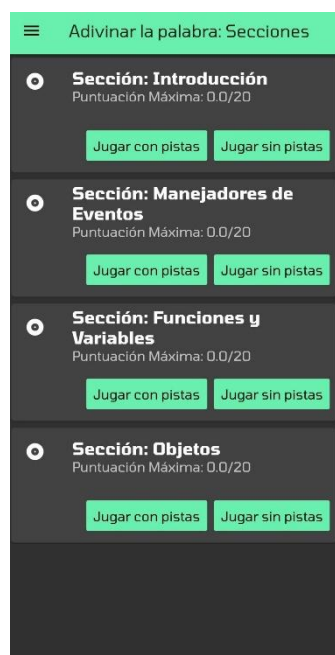 Adivinar la palabra: Secciones
Sección: Introducción
Puntuación Máxima: 0.0/20
Jugar con pistas Jugar sin pistas
Sección: Manejadores de
Eventos
Puntuación Máxima: 0.0/20
Jugar con pistas Jugar sin pistas
Sección: Funciones y
Variables
Puntuación Máxima: 0.0/20
Jugar con pistas Jugar sin pistas
Sección: Objetos
Puntuación Máxima: 0.0/20
Jugar con pistas Jugar sin pistas